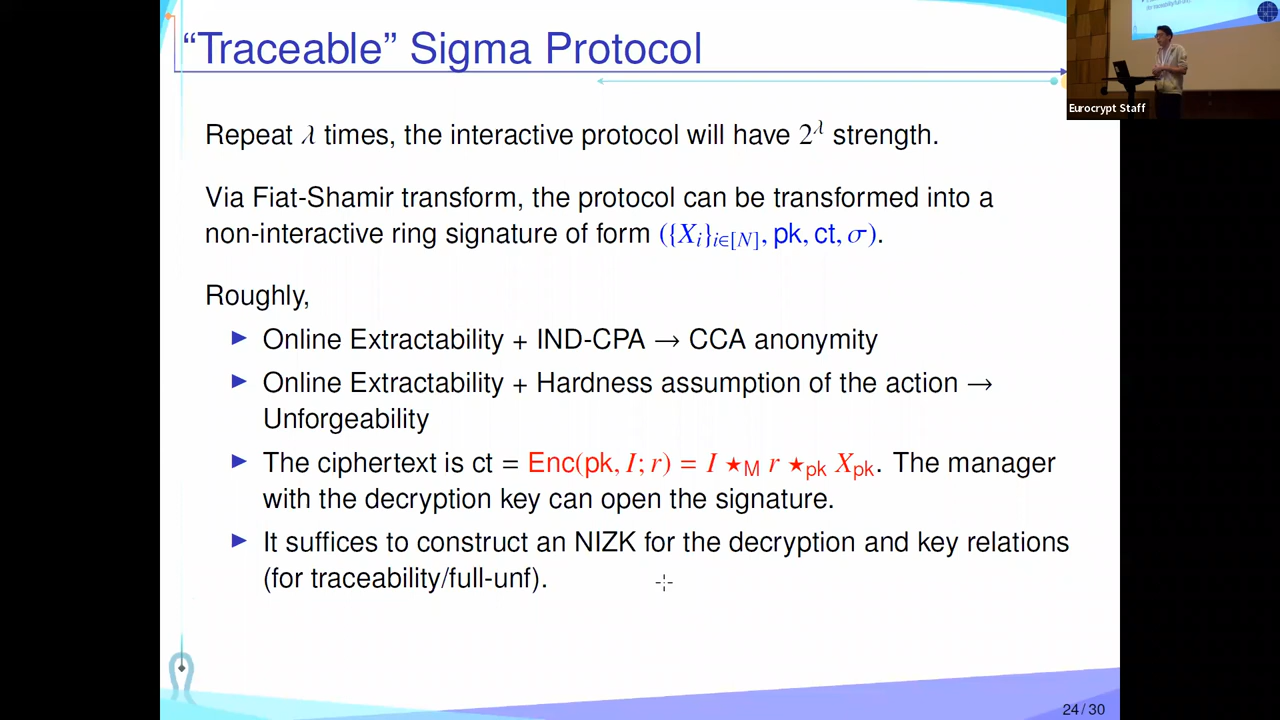 "Traceable" Sigma Protocol
Repeat λ times, the interactive protocol will have 2^λ strength.
Via Fiat-Shamir transform, the protocol can be transformed into a
non-interactive ring signature of form ({X_i}_{i∈[N]}, pk, ct, σ).
Roughly,
▶ Online Extractability + IND-CPA → CCA anonymity
▶ Online Extractability + Hardness assumption of the action →
Unforgeability
▶ The ciphertext is ct = Enc(pk, I; r) = I ★_M r ★_pk X_pk. The manager
with the decryption key can open the signature.
▶ It suffices to construct an NIZK for the decryption and key relations
(for traceability/full-unf).
24/30
Eurocrypt Staff